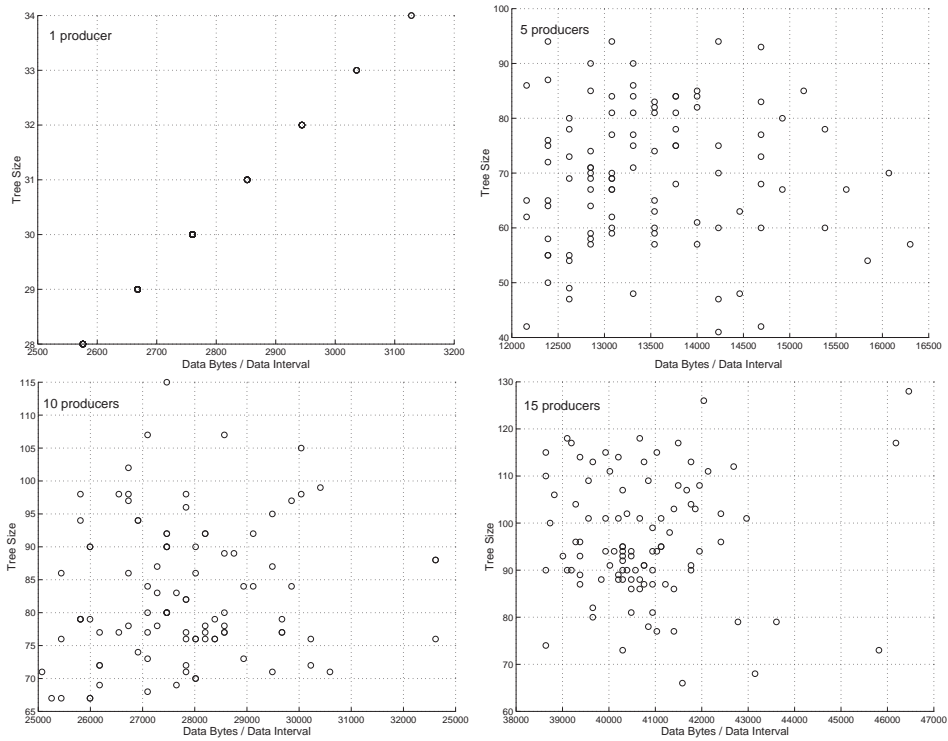 1 producer
Tree Size
34
33
32
31
30
29
28
2500 2600 2700 2800 2900 3000 3100 3200
Data Bytes / Data Interval
5 producers
Tree Size
100
90
80
70
60
50
40
12000 12500 13000 13500 14000 14500 15000 15500 16000 16500
Data Bytes / Data Interval
10 producers
Tree Size
115
110
105
100
95
90
85
80
75
70
65
25000 26000 27000 28000 29000 30000 31000 32000 25000
Data Bytes / Data Interval
15 producers
Tree Size
130
120
110
100
90
80
70
60
38000 39000 40000 41000 42000 43000 44000 45000 46000 47000
Data Bytes / Data Interval